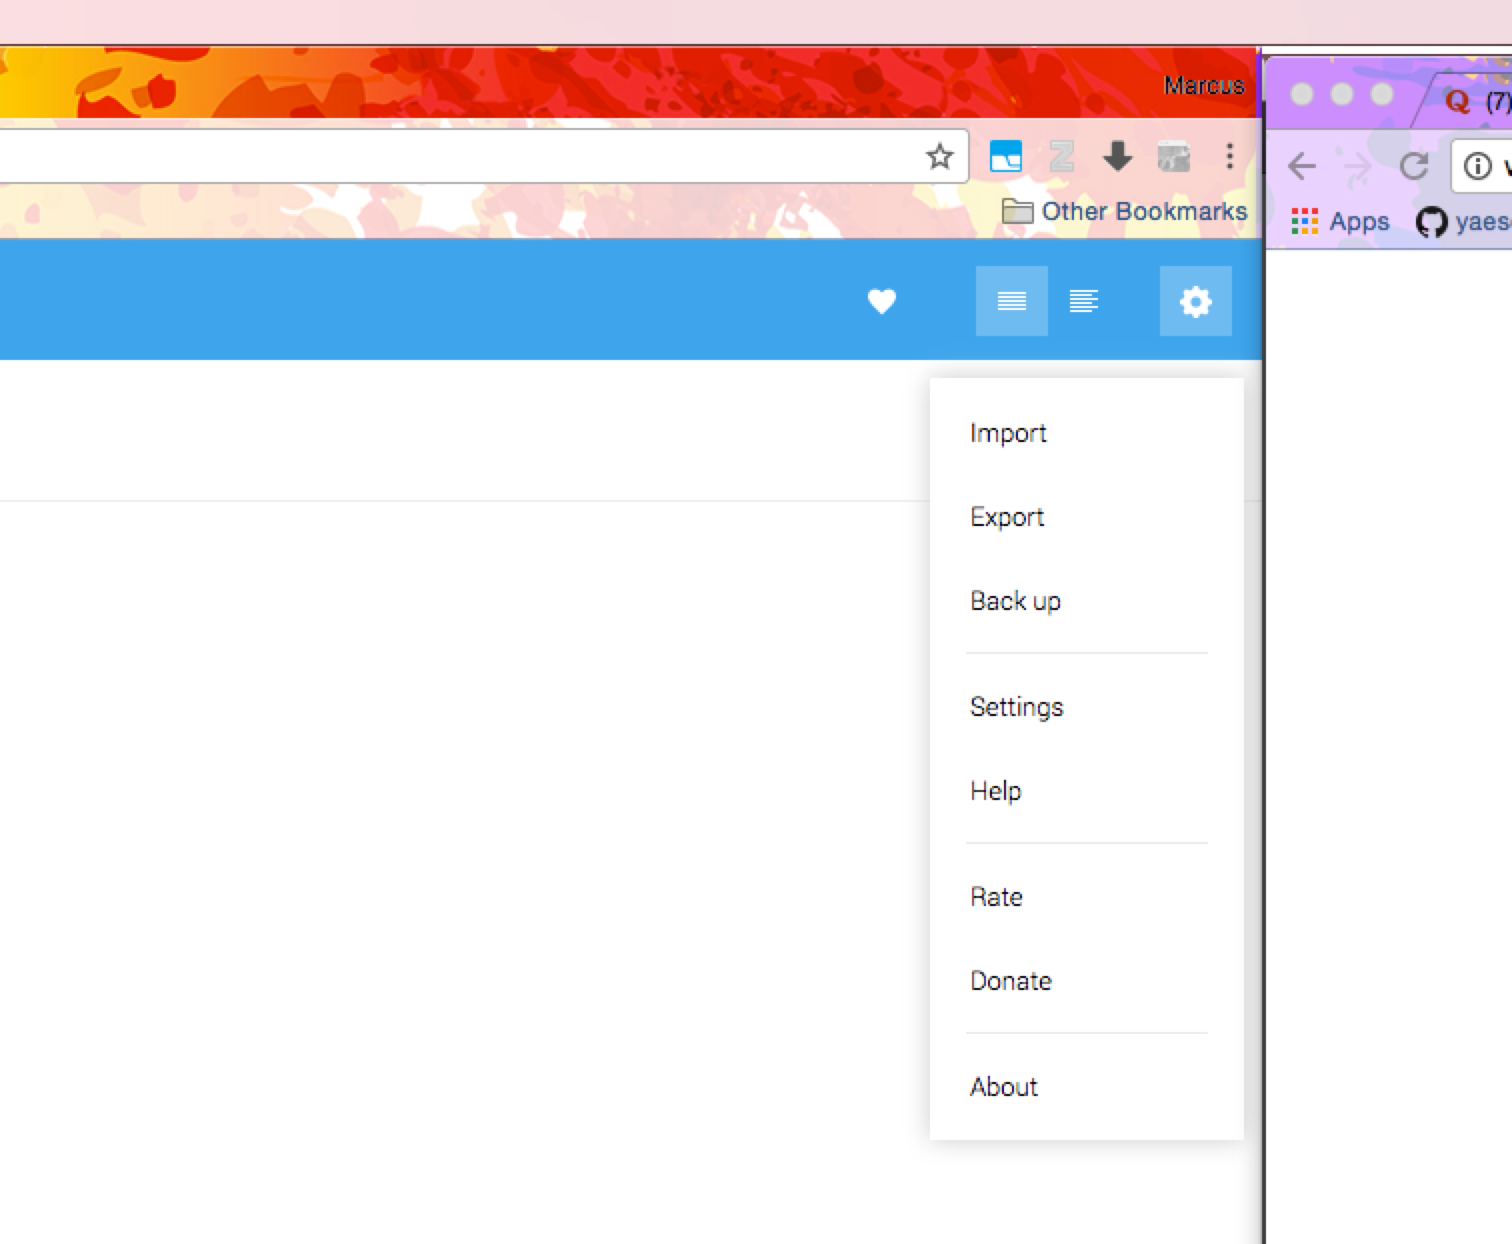 Marcus
Other Bookmarks
Import
Export
Back up
Settings
Help
Rate
Donate
About
Q (7)
Apps
yaes